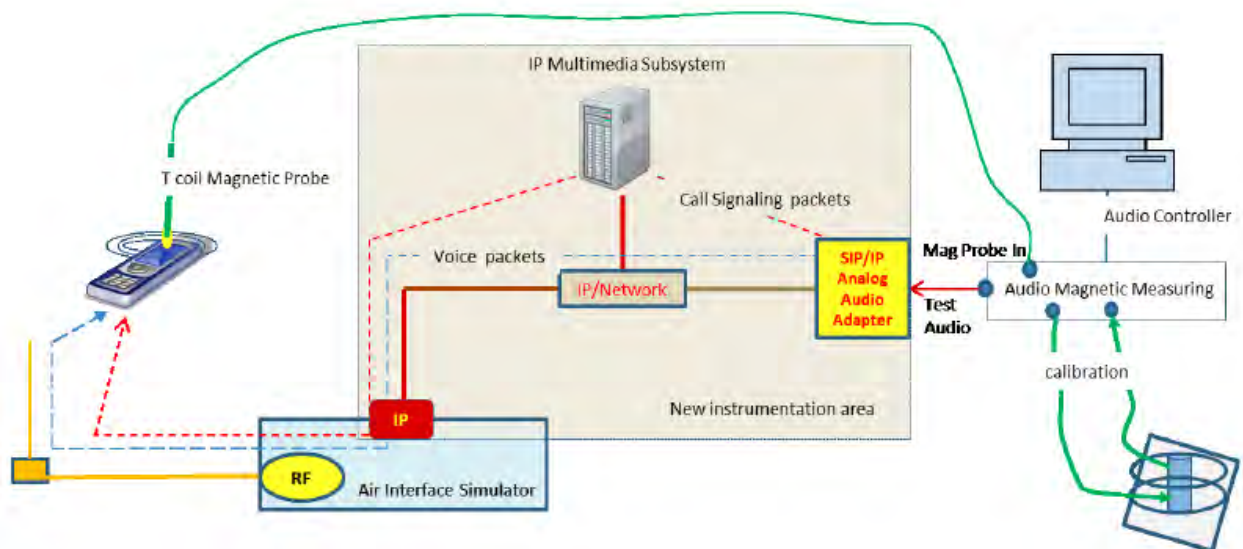 IP Multimedia Subsystem
T coil Magnetic Probe
Call Signaling packets
Audio Controller
Voice packets
SIP/IP
Analog
Audio
Adapter
Mag Probe In
IP/Network
Audio Magnetic Measuring
Test
Audio
calibration
IP
New instrumentation area
RF
Air Interface Simulator